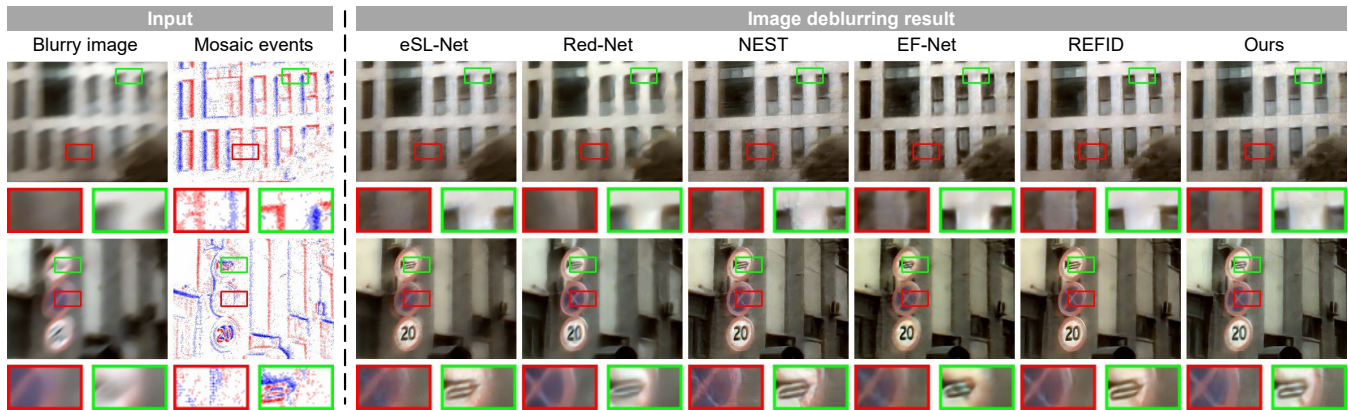 Input
Image deblurring result
Blurry image
Mosaic events
eSL-Net
Red-Net
NEST
EF-Net
REFID
Ours
20
20
20
20
20
20
20